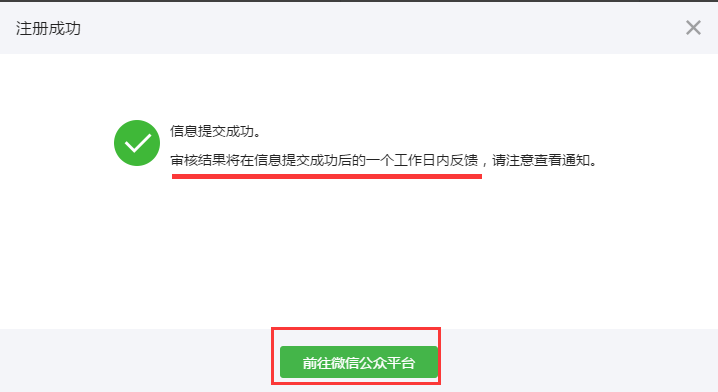 注册成功
信息提交成功。
审核结果将在信息提交成功后的一个工作日内反馈，请注意查看通知。
前往微信公众平台